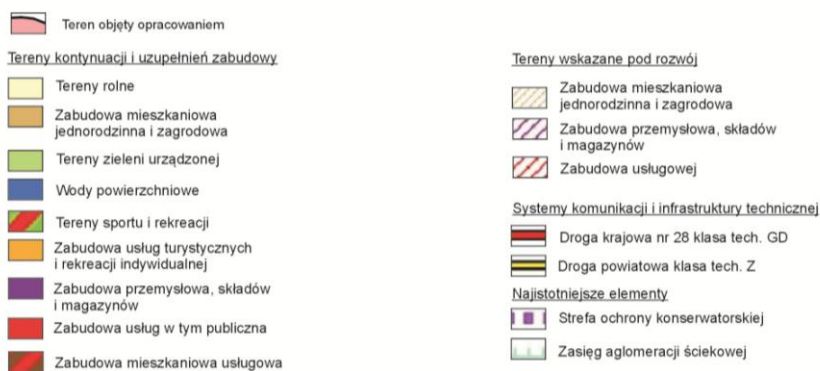 Teren objęty opracowaniem
Tereny kontynuacji i uzupełnień zabudowy
Tereny rolne
Zabudowa mieszkaniowa
jednorodzinna i zagrodowa
Tereny zieleni urządzonej
Wody powierzchniowe
Tereny sportu i rekreacji
Zabudowa usług turystycznych
i rekreacji indywidualnej
Zabudowa przemysłowa, składów
i magazynów
Zabudowa usług w tym publiczna
Zabudowa mieszkaniowa usługowa
Tereny wskazane pod rozwój
Zabudowa mieszkaniowa
jednorodzinna i zagrodowa
Zabudowa przemysłowa, składów
i magazynów
Zabudowa usługowej
Systemy komunikacji i infrastruktury technicznej
Droga krajowa nr 28 klasa tech. GD
Droga powiatowa klasa tech. Z
Najistotniejsze elementy
Strefa ochrony konserwatorskiej
Zasięg aglomeracji ściekowej